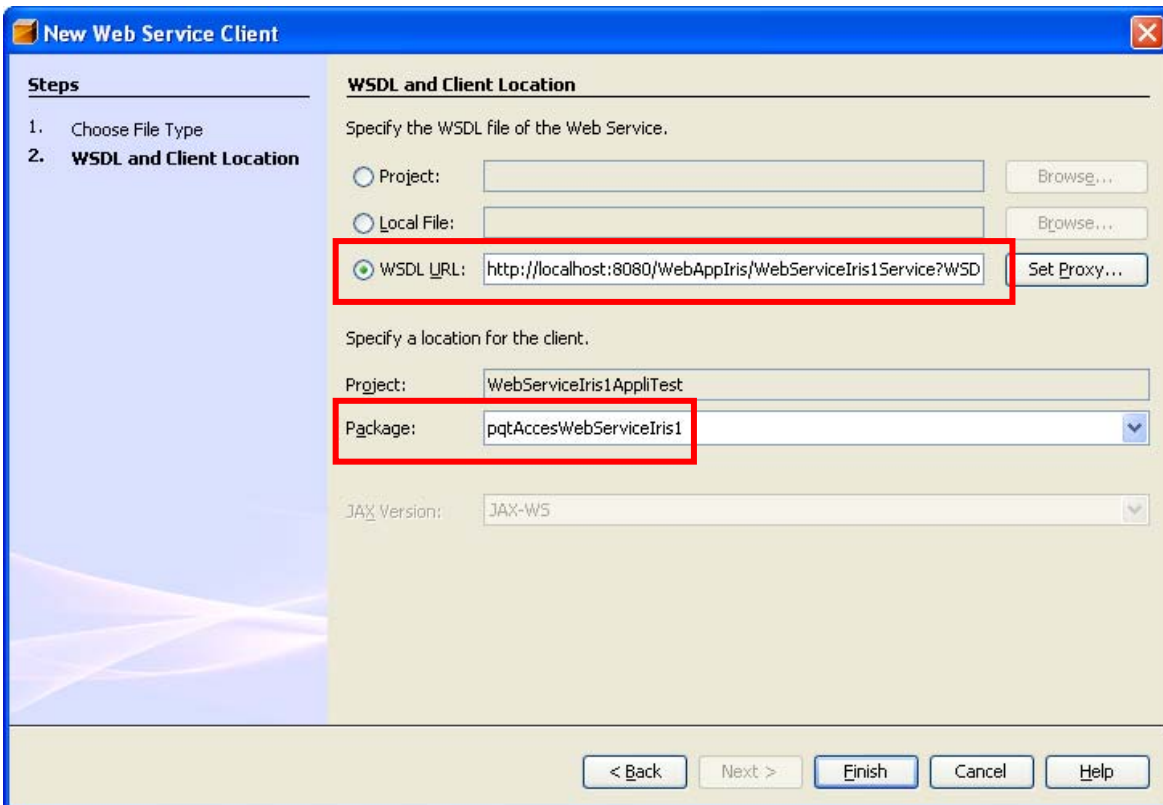 New Web Service Client
Steps
1. Choose File Type
2. WSDL and Client Location
WSDL and Client Location
Specify the WSDL file of the Web Service.
Project: Browse...
Local File: Browse...
WSDL URL: http://localhost:8080/WebAppIris/WebServiceIris1Service?WSD Set Proxy...
Specify a location for the client.
Project: WebServiceIris1AppliTest
Package: pqtAccesWebServiceIris1
JAX Version: JAX-WS
< Back Next > Finish Cancel Help